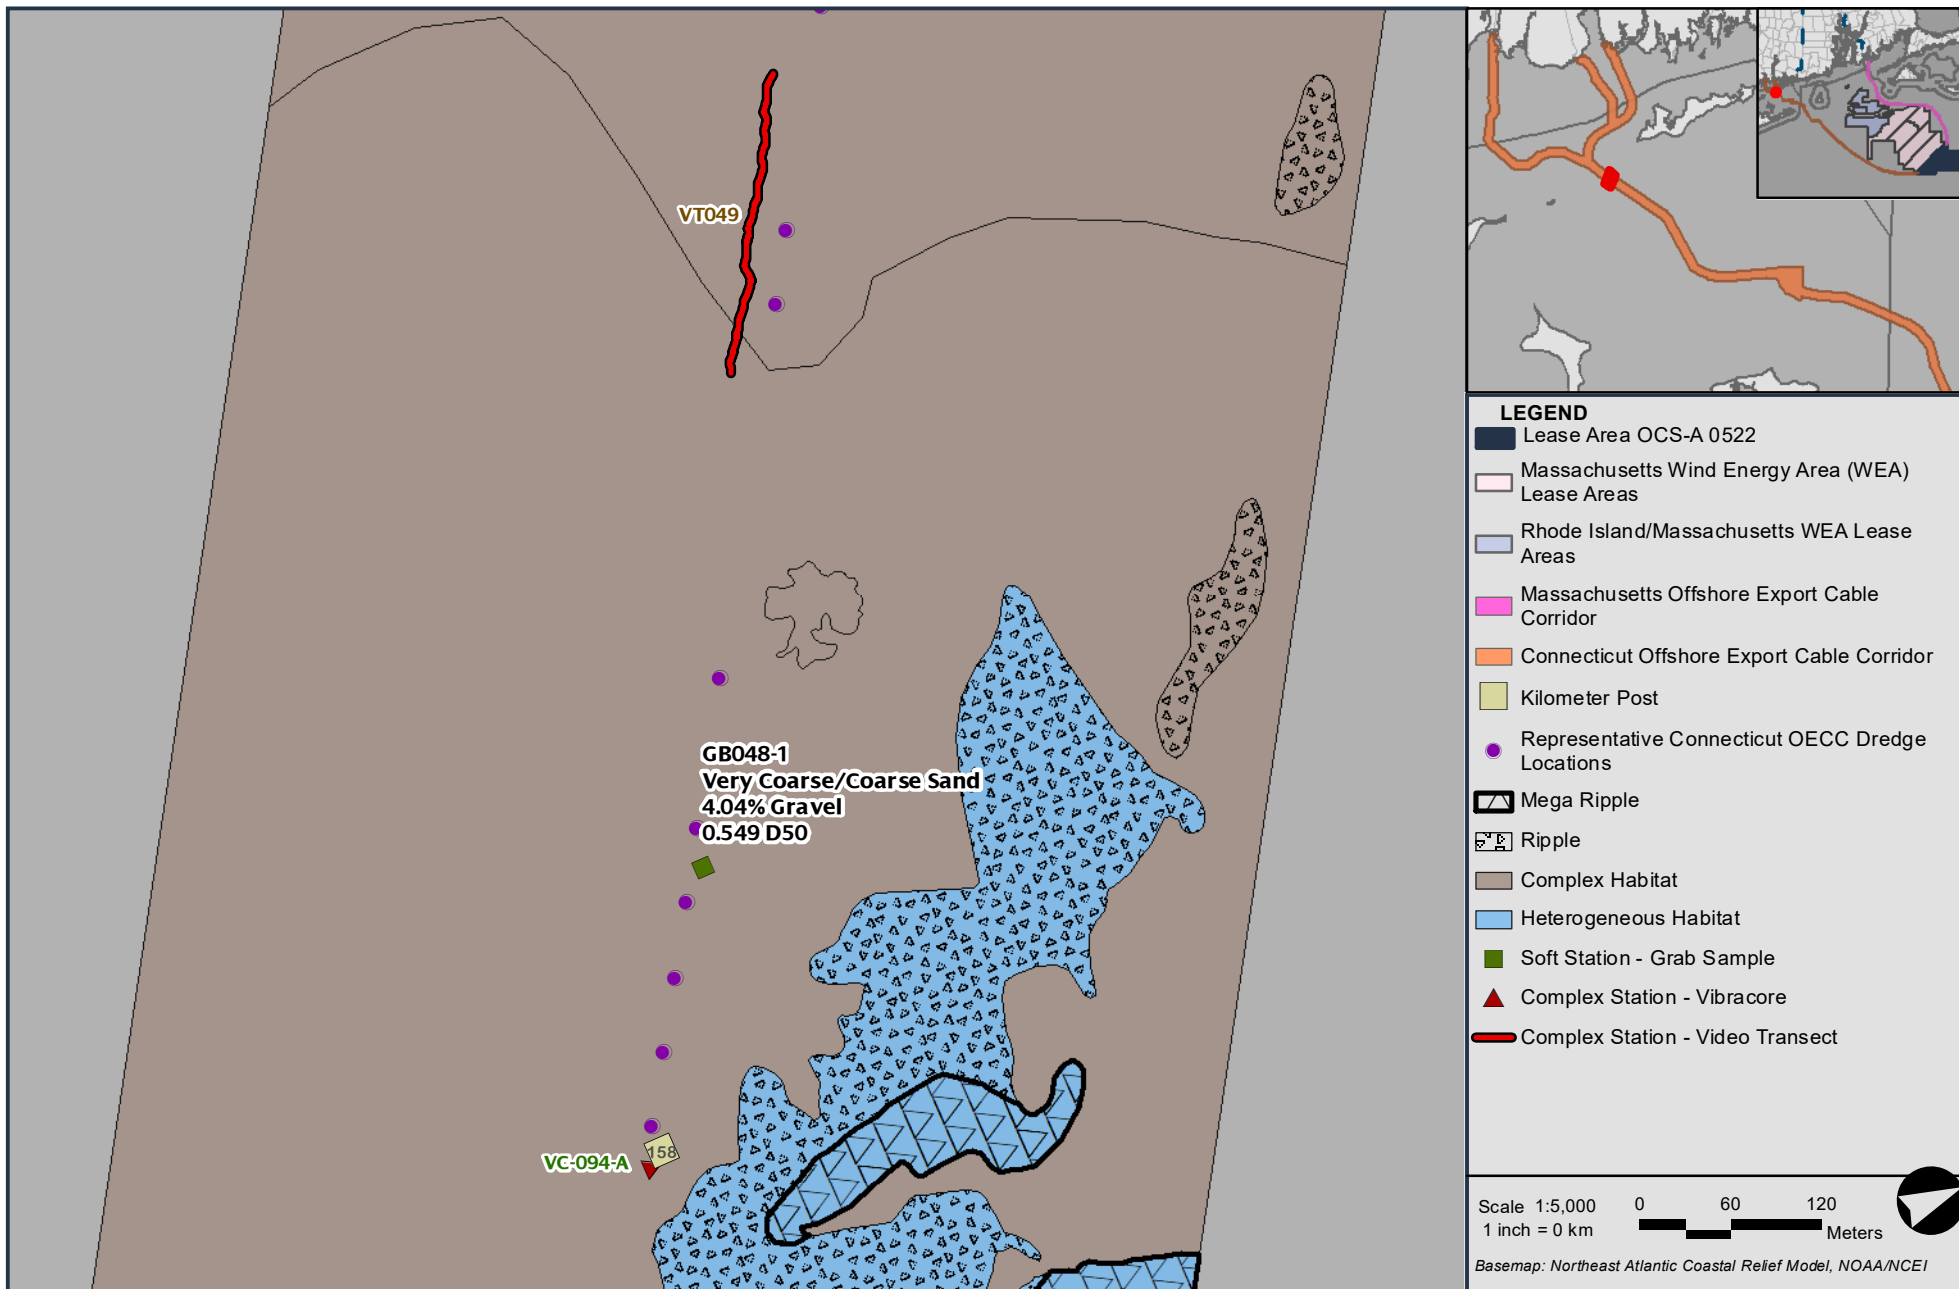 VT049
GB048-1
Very Coarse/Coarse Sand
4.04% Gravel
0.549 D50
VC-094-A
158
LEGEND
Lease Area OCS-A 0522
Massachusetts Wind Energy Area (WEA)
Lease Areas
Rhode Island/Massachusetts WEA Lease
Areas
Massachusetts Offshore Export Cable
Corridor
Connecticut Offshore Export Cable Corridor
Kilometer Post
Representative Connecticut OECC Dredge
Locations
Mega Ripple
Ripple
Complex Habitat
Heterogeneous Habitat
Soft Station - Grab Sample
Complex Station - Vibracore
Complex Station - Video Transect
Scale 1:5,000
1 inch = 0 km
0 60 120
Meters
Basemap: Northeast Atlantic Coastal Relief Model, NOAA/NCEI